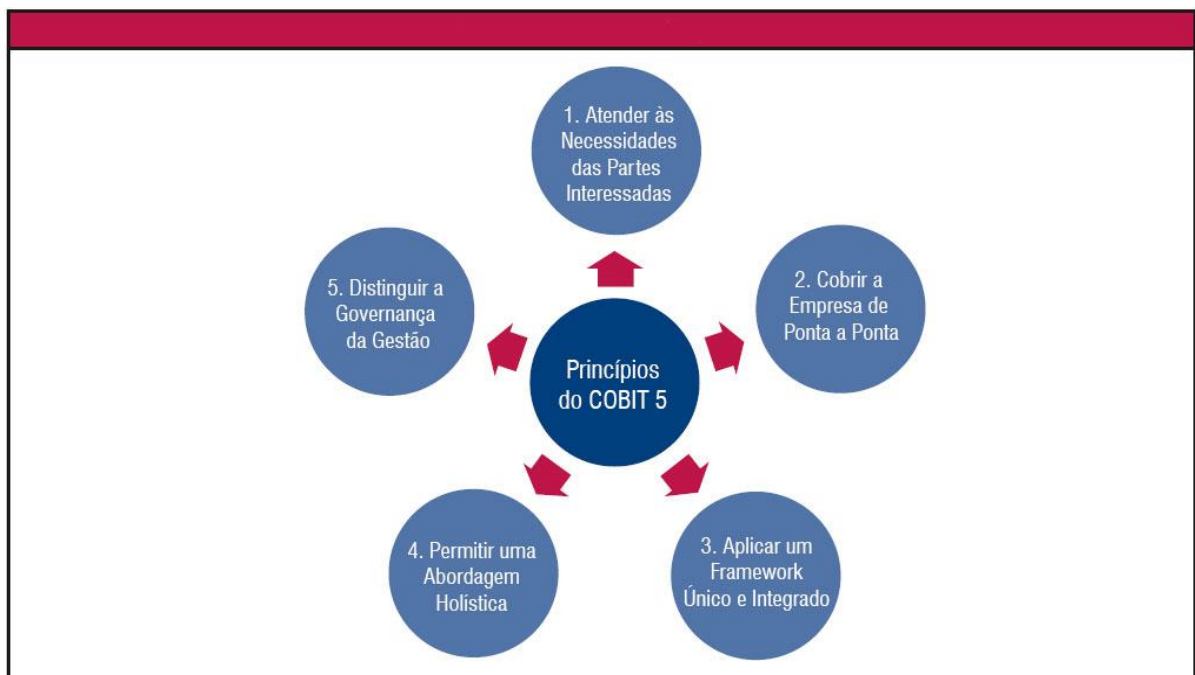 1. Atender às
Necessidades
das Partes
Interessadas
5. Distinguir a
Governança
da Gestão
2. Cobrir a
Empresa de
Ponta a Ponta
Princípios
do COBIT 5
4. Permitir uma
Abordagem
Holística
3. Aplicar um
Framework
Único e Integrado